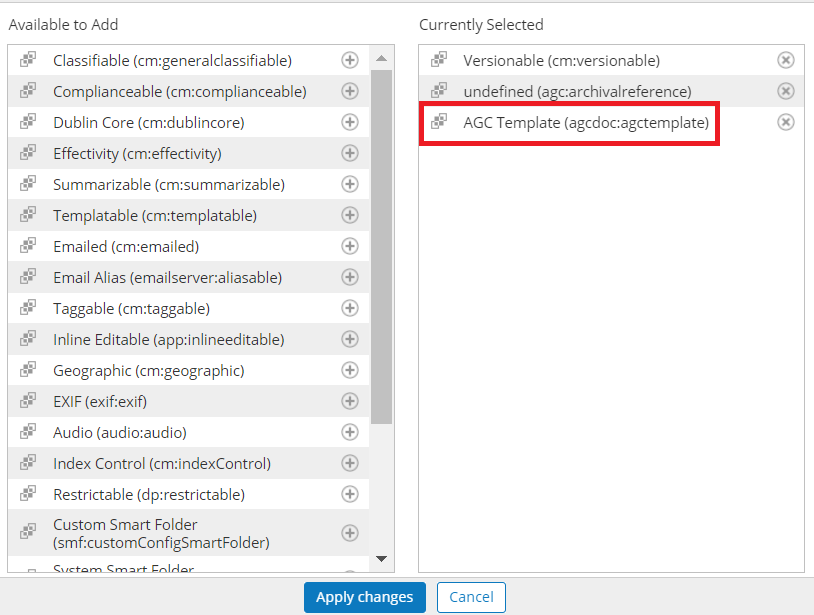 Available to Add
Currently Selected
Classifiable (cm:generalclassifiable)
Complianceable (cm:complianceable)
Dublin Core (cm:dublincore)
Effectivity (cm:effectivity)
Summarizable (cm:summarizable)
Templatable (cm:templatable)
Emailed (cm:emailed)
Email Alias (emailserver:aliasable)
Taggable (cm:taggable)
Inline Editable (app:inlineeditable)
Geographic (cm:geographic)
EXIF (exif:exif)
Audio (audio:audio)
Index Control (cm:indexControl)
Restrictable (dp:restrictable)
Custom Smart Folder
(smf:customConfigSmartFolder)
System Smart Folder
Versionable (cm:versionable)
undefined (agc:archivalreference)
AGC Template (agcdoc:agctemplate)
Apply changes
Cancel